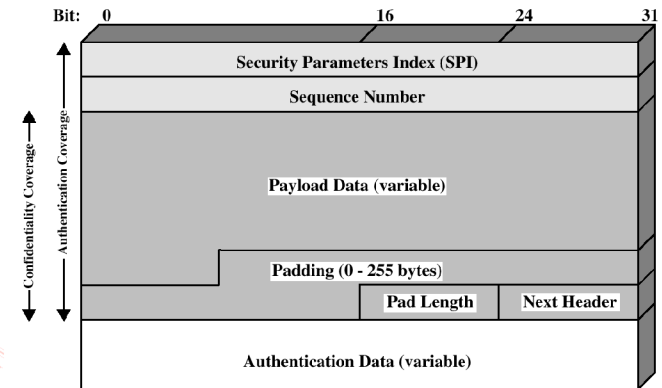 Bit: 0 16 24 31
Security Parameters Index (SPI)
Sequence Number
Confidentiality Coverage
Authentication Coverage
Payload Data (variable)
Padding (0 - 255 bytes)
Pad Length
Next Header
Authentication Data (variable)